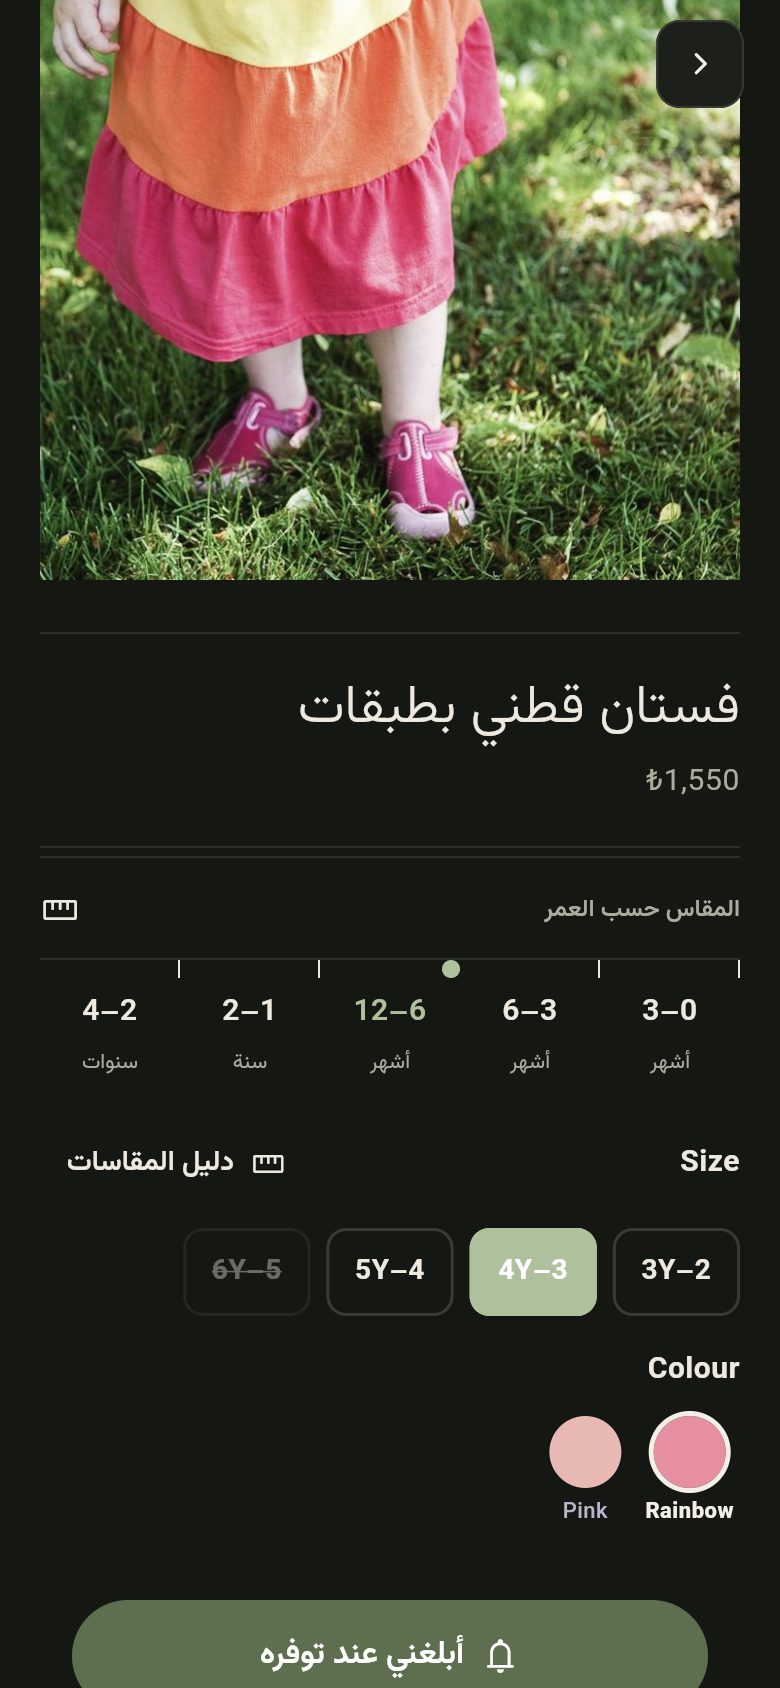 فستان قطني بطبقات
₺1,550
المقاس حسب العمر
3–0 6–3 12–6 2–1 4–2
أشهر أشهر أشهر سنة سنوات
Size دليل المقاسات
3Y–2 4Y–3 5Y–4 6Y–5
Colour
Rainbow Pink
أبلغني عند توفره